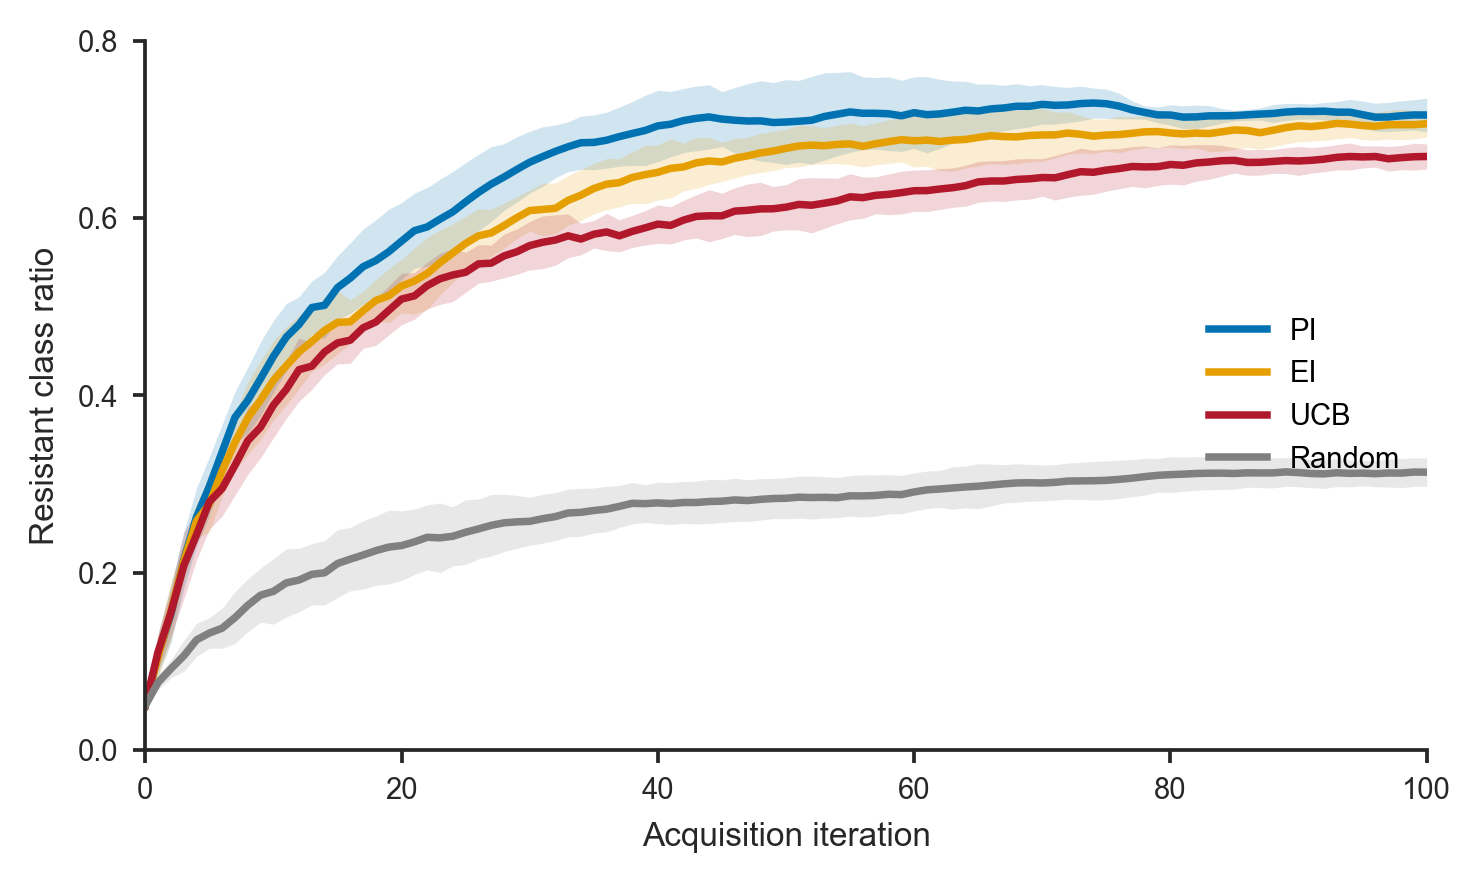 0.8
0.6
0.4
0.2
0.0
Resistant class ratio
PI
EI
UCB
Random
0 20 40 60 80 100
Acquisition iteration